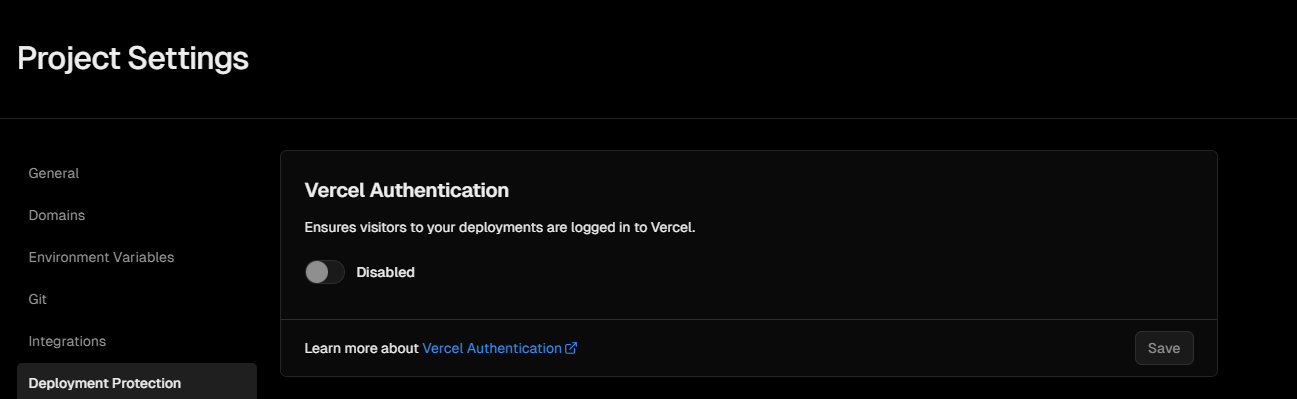 Project Settings
General
Domains
Environment Variables
Git
Integrations
Deployment Protection
Vercel Authentication
Ensures visitors to your deployments are logged in to Vercel.
Disabled
Learn more about Vercel Authentication
Save